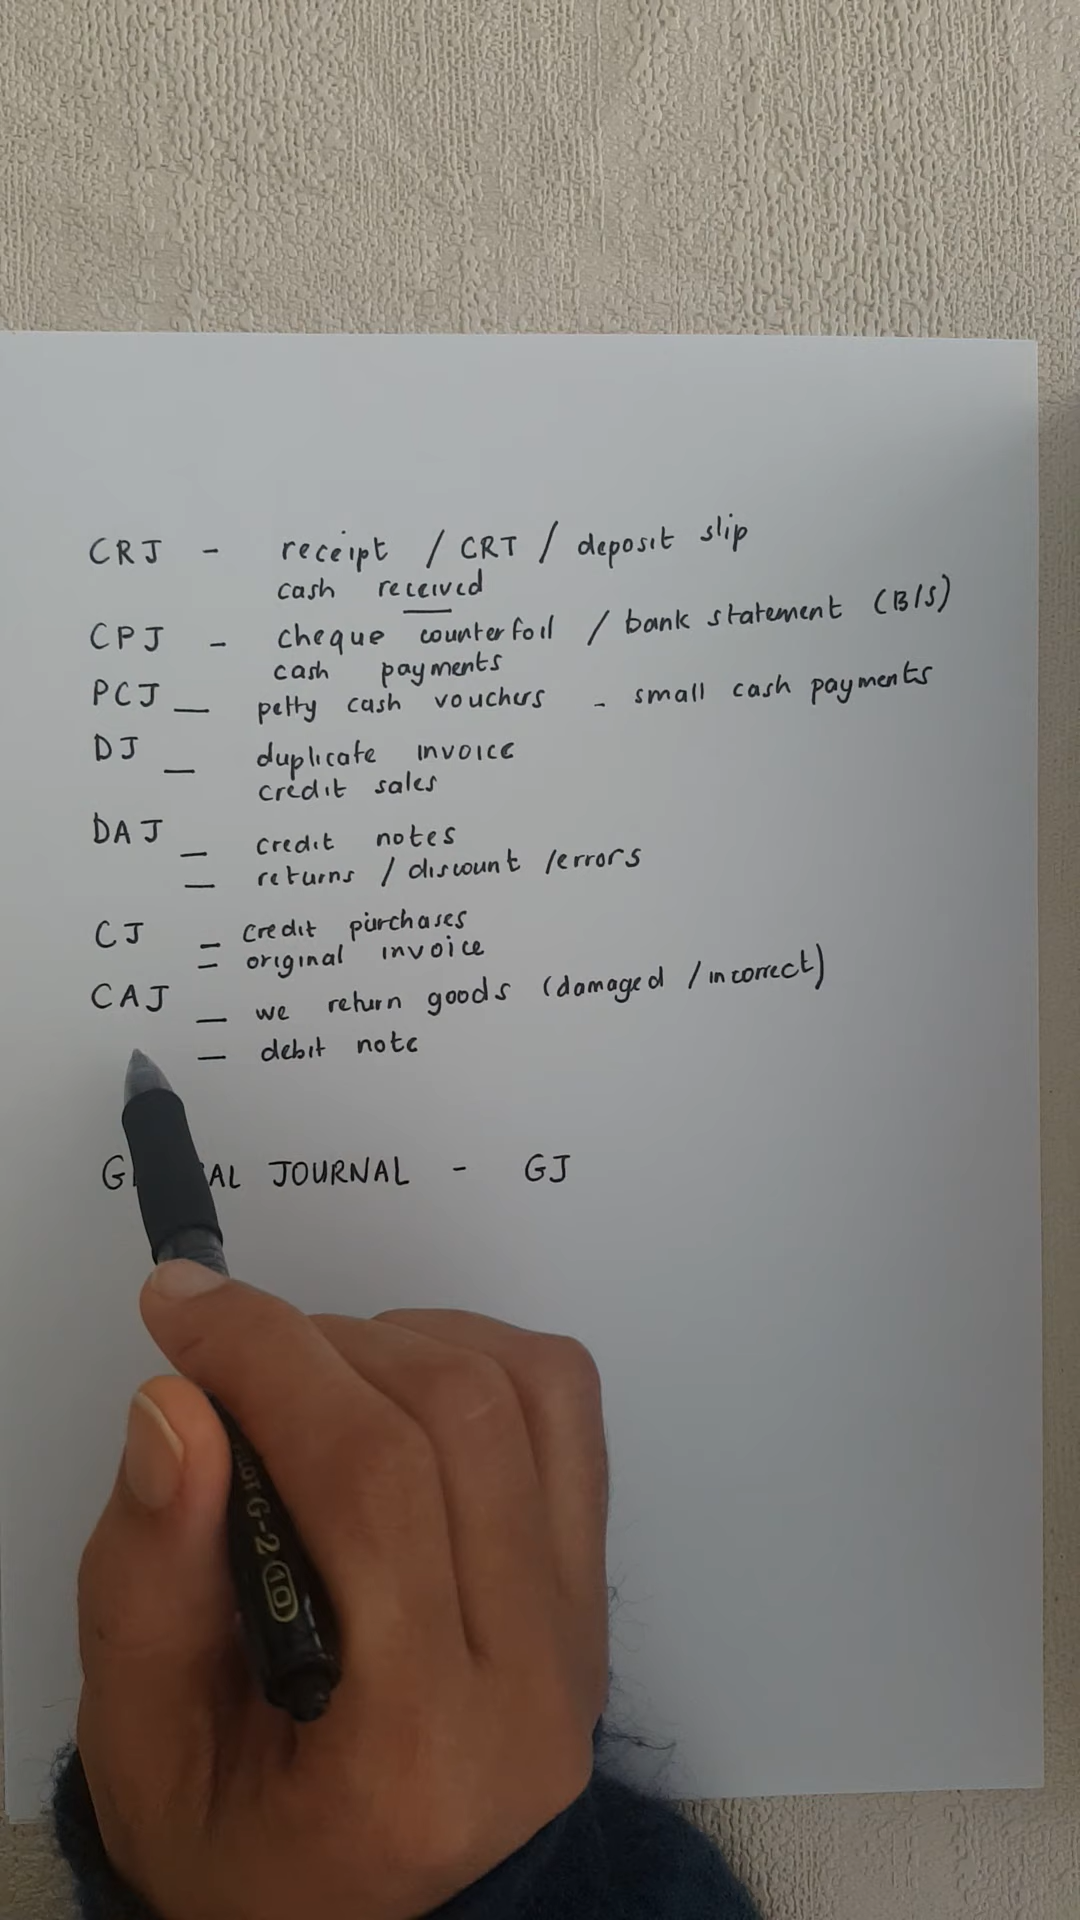 CRJ - receipt / CRT / deposit slip
cash received
CPJ - cheque counterfoil / bank statement (B/S)
cash payments
PCJ — petty cash vouchers - small cash payments
DJ — duplicate invoice
credit sales
DAJ — credit notes
— returns / discount /errors
CJ — credit purchases
— original invoice
CAJ — we return goods (damaged / incorrect)
— debit note
JOURNAL - GJ
G-2 10